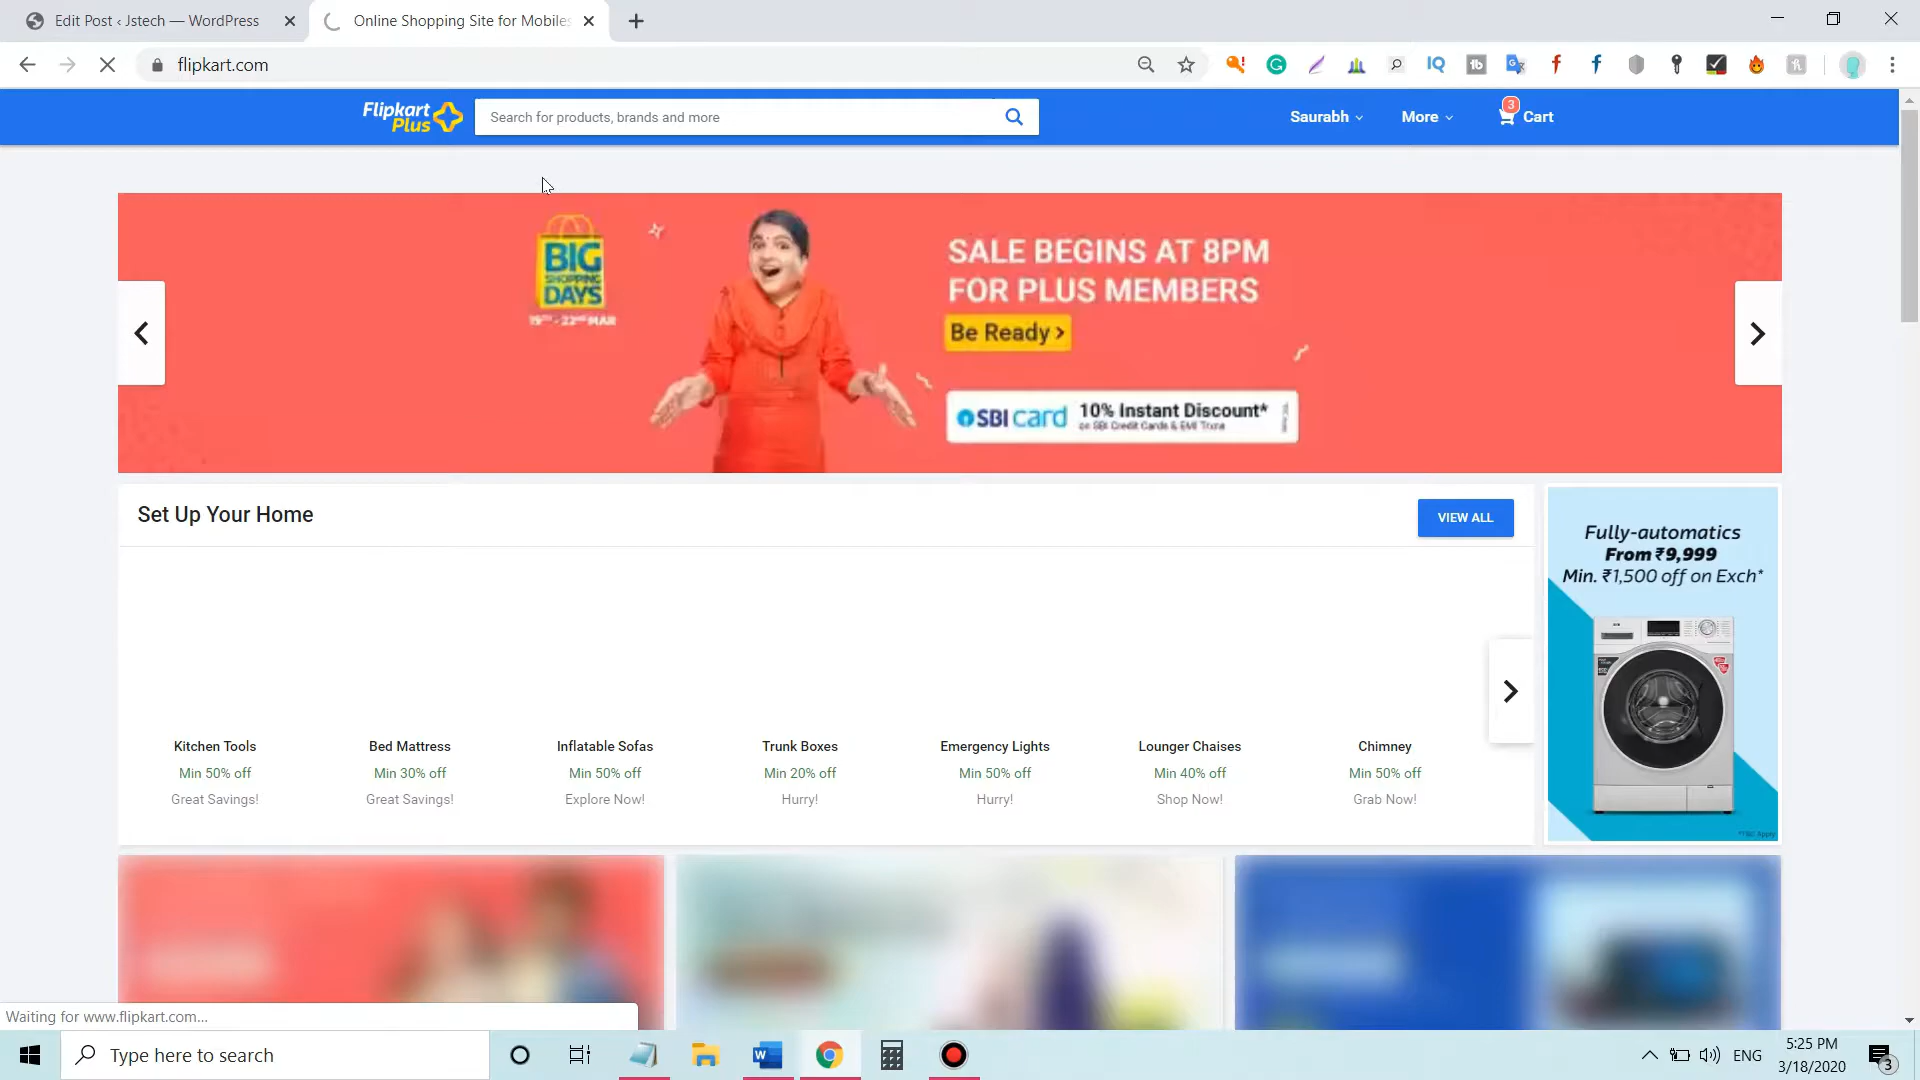 Edit Post ‹ Jstech — WordPress
Online Shopping Site for Mobiles
flipkart.com
Flipkart
Plus
Search for products, brands and more
Saurabh
More
3
Cart
BIG
SHOPPING
DAYS
SALE BEGINS AT 8PM
FOR PLUS MEMBERS
Be Ready >
SBI card
10% Instant Discount*
on SBI Credit Cards & EMI Trxns
Set Up Your Home
VIEW ALL
Fully-automatics
From ₹9,999
Min. ₹1,500 off on Exch*
Kitchen Tools
Bed Mattress
Inflatable Sofas
Trunk Boxes
Emergency Lights
Lounger Chaises
Chimney
Min 50% off
Min 30% off
Min 50% off
Min 20% off
Min 50% off
Min 40% off
Min 50% off
Great Savings!
Great Savings!
Explore Now!
Hurry!
Hurry!
Shop Now!
Grab Now!
Waiting for www.flipkart.com...
Type here to search
ENG
5:25 PM
3/18/2020
3